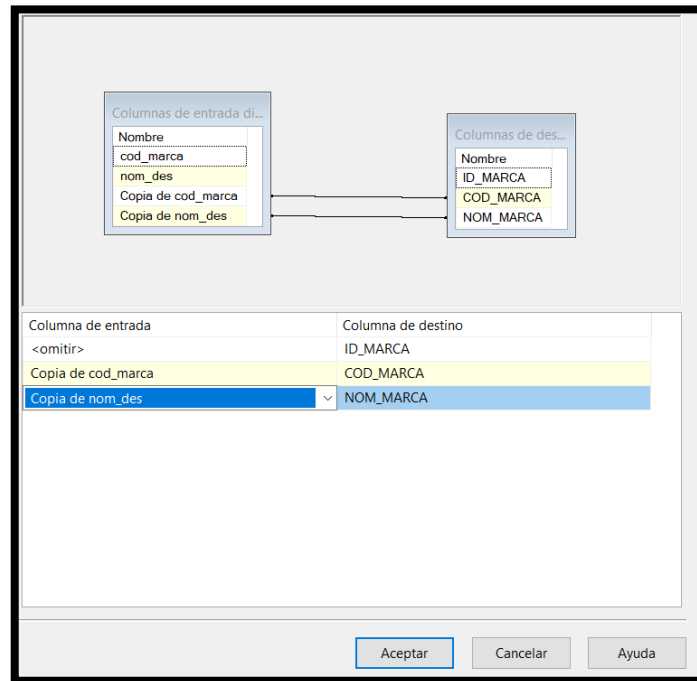 Columnas de entrada di...
Nombre
cod_marca
nom_des
Copia de cod_marca
Copia de nom_des
Columnas de des...
Nombre
ID_MARCA
COD_MARCA
NOM_MARCA
Columna de entrada Columna de destino
<omitir> ID_MARCA
Copia de cod_marca COD_MARCA
Copia de nom_des NOM_MARCA
Aceptar Cancelar Ayuda